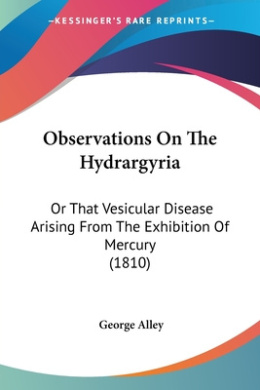 KESSINGER'S RARE REPRINTS
Observations On The
Hydrargyria
Or That Vesicular Disease
Arising From The Exhibition Of
Mercury
(1810)
George Alley